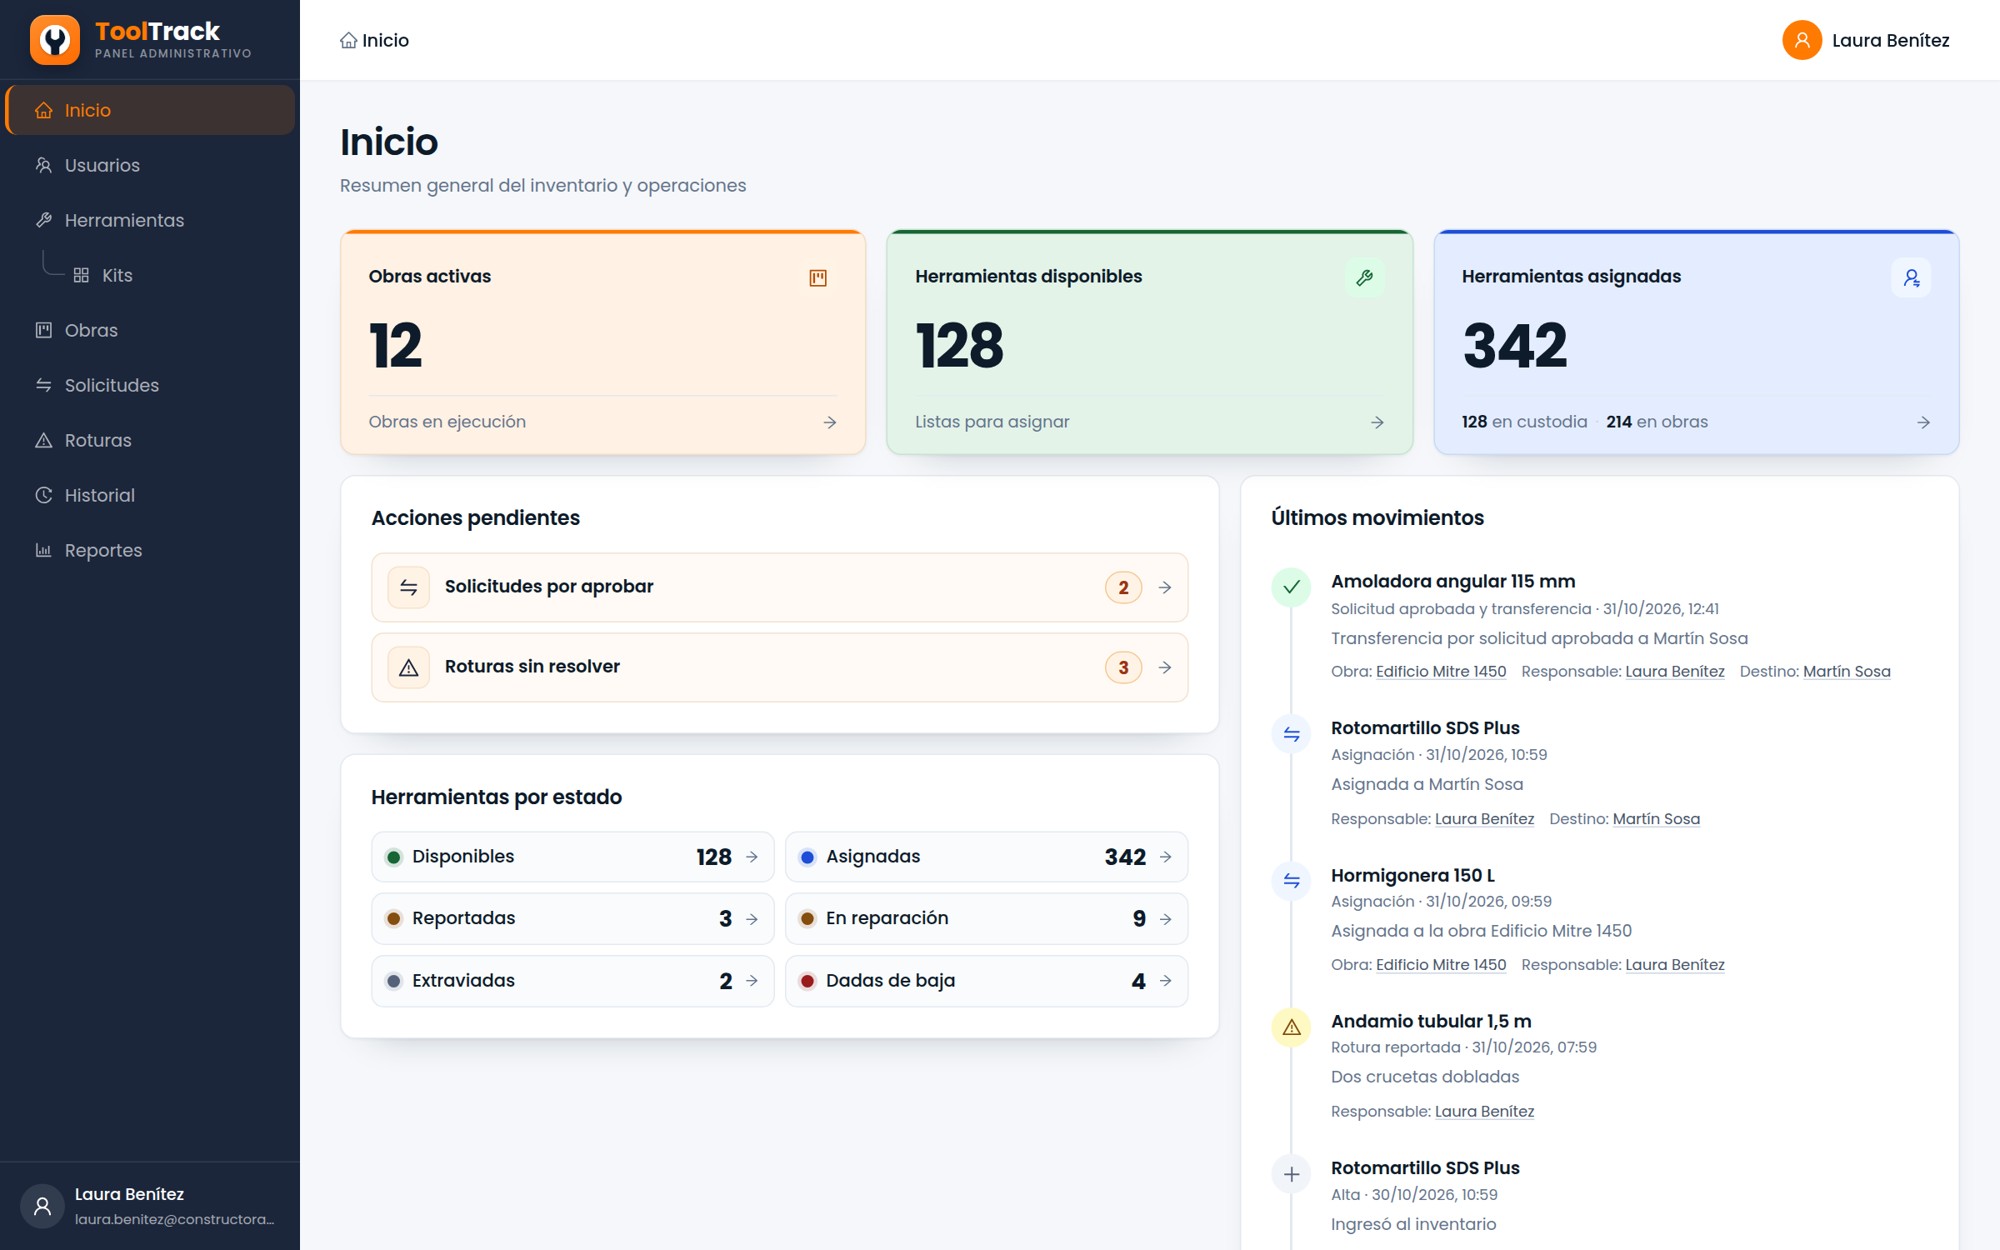 ToolTrack
PANEL ADMINISTRATIVO
Inicio
Usuarios
Herramientas
Kits
Obras
Solicitudes
Roturas
Historial
Reportes
Laura Benítez
laura.benitez@constructora...
Inicio
Laura Benítez
Inicio
Resumen general del inventario y operaciones
Obras activas
12
Obras en ejecución
Herramientas disponibles
128
Listas para asignar
Herramientas asignadas
342
128 en custodia · 214 en obras
Acciones pendientes
Solicitudes por aprobar 2
Roturas sin resolver 3
Herramientas por estado
Disponibles 128
Asignadas 342
Reportadas 3
En reparación 9
Extraviadas 2
Dadas de baja 4
Últimos movimientos
Amoladora angular 115 mm
Solicitud aprobada y transferencia · 31/10/2026, 12:41
Transferencia por solicitud aprobada a Martín Sosa
Obra: Edificio Mitre 1450 Responsable: Laura Benítez Destino: Martín Sosa
Rotomartillo SDS Plus
Asignación · 31/10/2026, 10:59
Asignada a Martín Sosa
Responsable: Laura Benítez Destino: Martín Sosa
Hormigonera 150 L
Asignación · 31/10/2026, 09:59
Asignada a la obra Edificio Mitre 1450
Obra: Edificio Mitre 1450 Responsable: Laura Benítez
Andamio tubular 1,5 m
Rotura reportada · 31/10/2026, 07:59
Dos crucetas dobladas
Responsable: Laura Benítez
Rotomartillo SDS Plus
Alta · 30/10/2026, 10:59
Ingresó al inventario